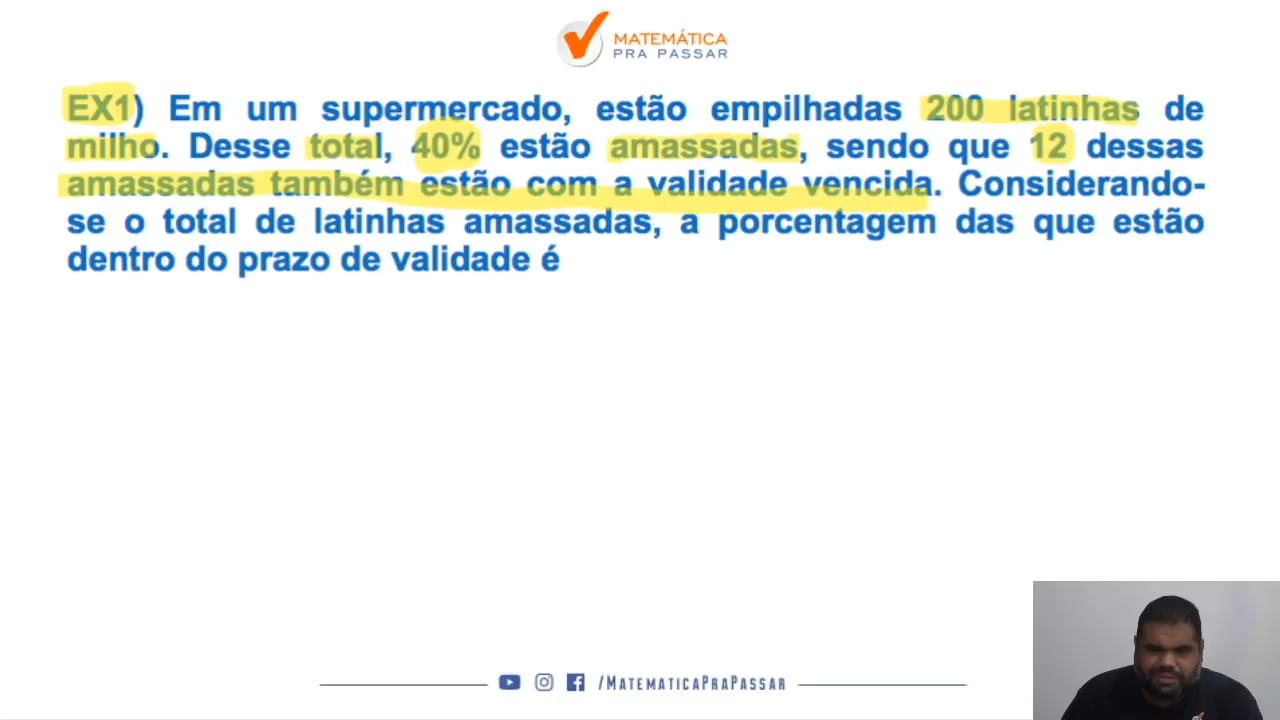 MATEMÁTICA
PRA PASSAR
EX1) Em um supermercado, estão empilhadas 200 latinhas de
milho. Desse total, 40% estão amassadas, sendo que 12 dessas
amassadas também estão com a validade vencida. Considerando-
se o total de latinhas amassadas, a porcentagem das que estão
dentro do prazo de validade é
/MATEMATICAPRAPASSAR